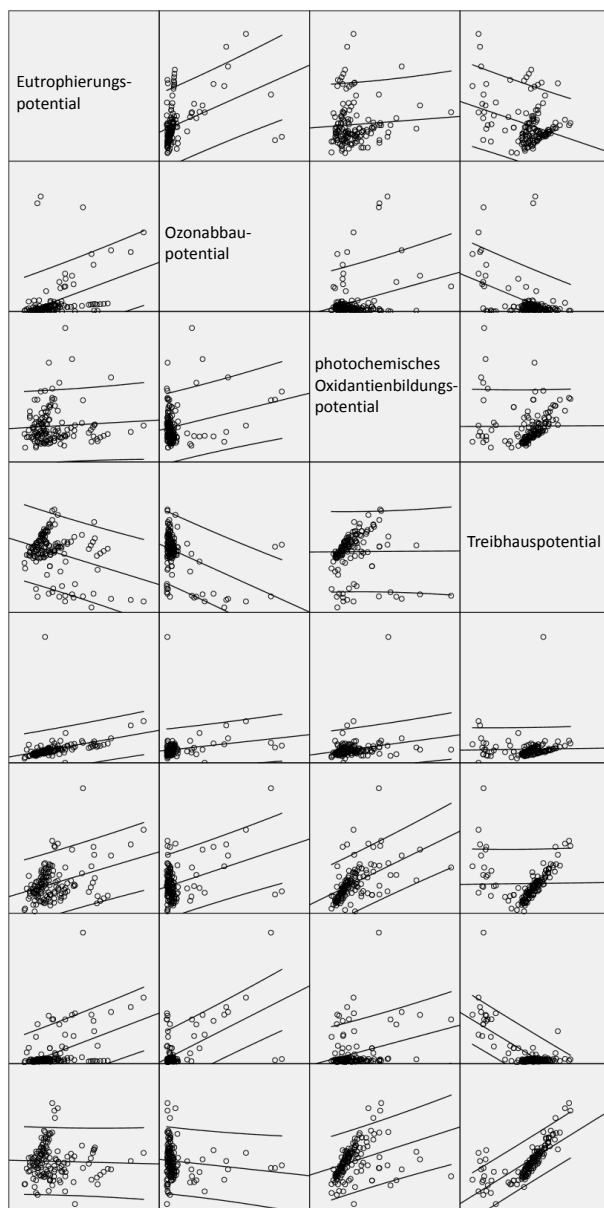 Eutrophierungs-
potential
Ozonabbau-
potential
photochemisches
Oxidantienbildungs-
potential
Treibhauspotential